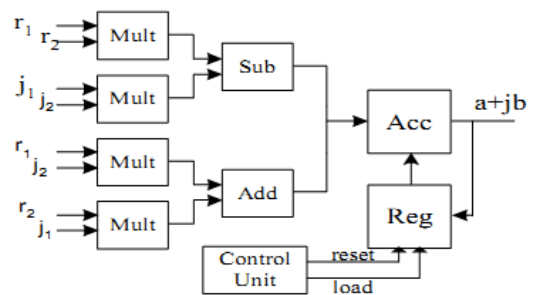 r1
r2
Mult
j1
j2
Mult
Sub
r1
j2
Mult
r2
j1
Mult
Add
Acc
a+jb
Reg
Control
Unit
reset
load